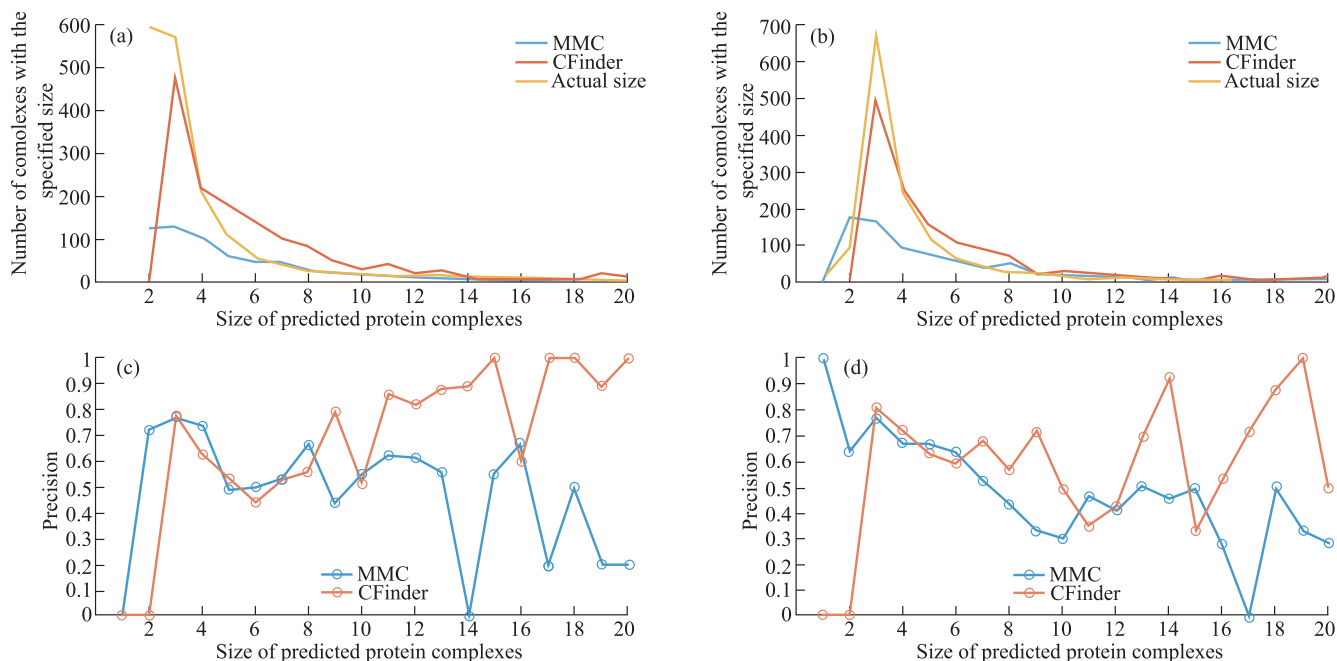 Number of comolexes with the
specified size
600
500
400
300
200
100
0
(a)
MMC
CFinder
Actual size
2 4 6 8 10 12 14 16 18 20
Size of predicted protein complexes
Number of comolexes with the
specified size
700
600
500
400
300
200
100
0
(b)
MMC
CFinder
Actual size
2 4 6 8 10 12 14 16 18 20
Size of predicted protein complexes
Precision
1
0.9
0.8
0.7
0.6
0.5
0.4
0.3
0.2
0.1
0
(c)
MMC
CFinder
2 4 6 8 10 12 14 16 18 20
Size of predicted protein complexes
Precision
1
0.9
0.8
0.7
0.6
0.5
0.4
0.3
0.2
0.1
0
(d)
MMC
CFinder
2 4 6 8 10 12 14 16 18 20
Size of predicted protein complexes